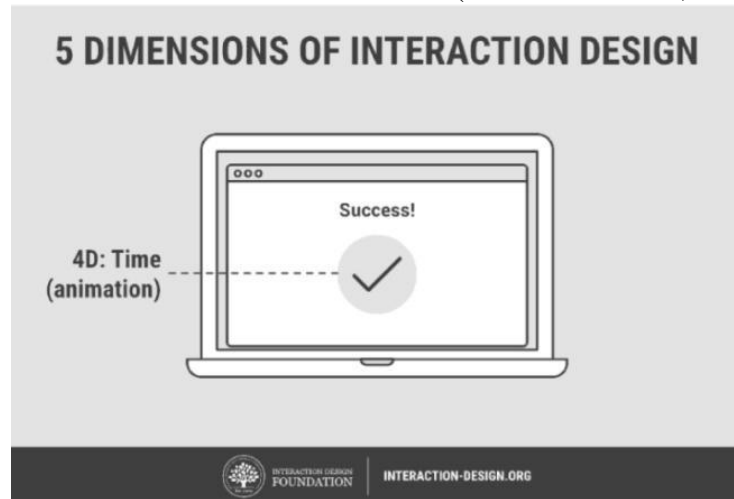 5 DIMENSIONS OF INTERACTION DESIGN
Success!
4D: Time
(animation)
INTERACTION DESIGN
FOUNDATION
INTERACTION-DESIGN.ORG